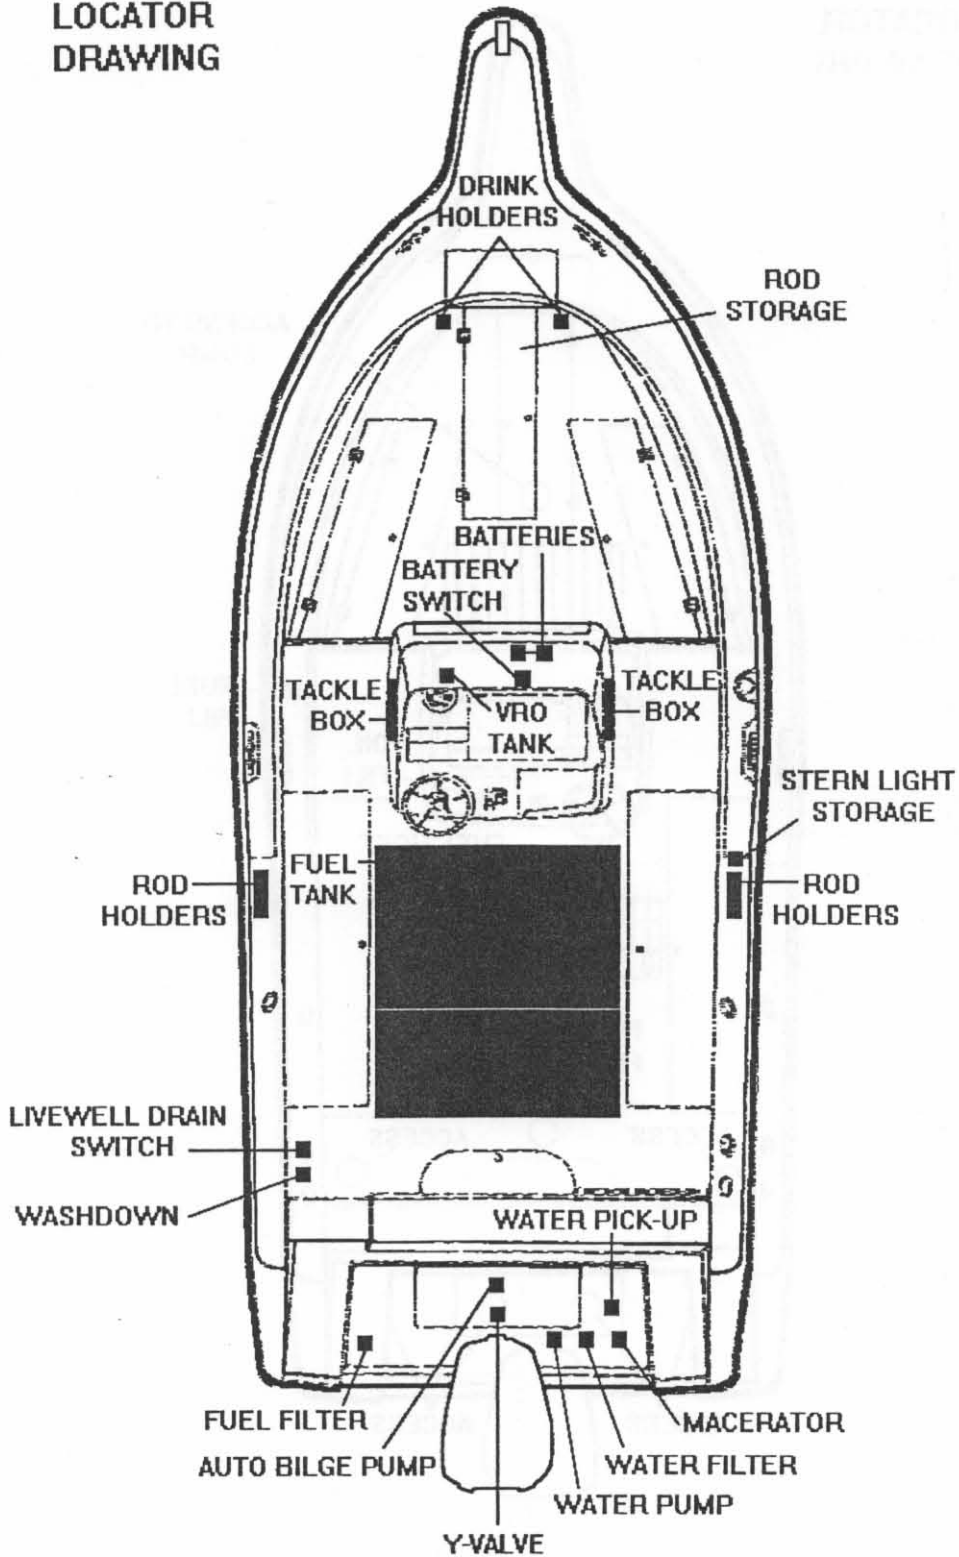 LOCATOR
DRAWING
DRINK
HOLDERS
ROD
STORAGE
BATTERIES
BATTERY
SWITCH
TACKLE
BOX
VRO
TANK
TACKLE
BOX
STERN LIGHT
STORAGE
FUEL
TANK
ROD
HOLDERS
ROD
HOLDERS
LIVEWELL DRAIN
SWITCH
WASHDOWN
WATER PICK-UP
FUEL FILTER
MACERATOR
AUTO BILGE PUMP
WATER FILTER
WATER PUMP
Y-VALVE